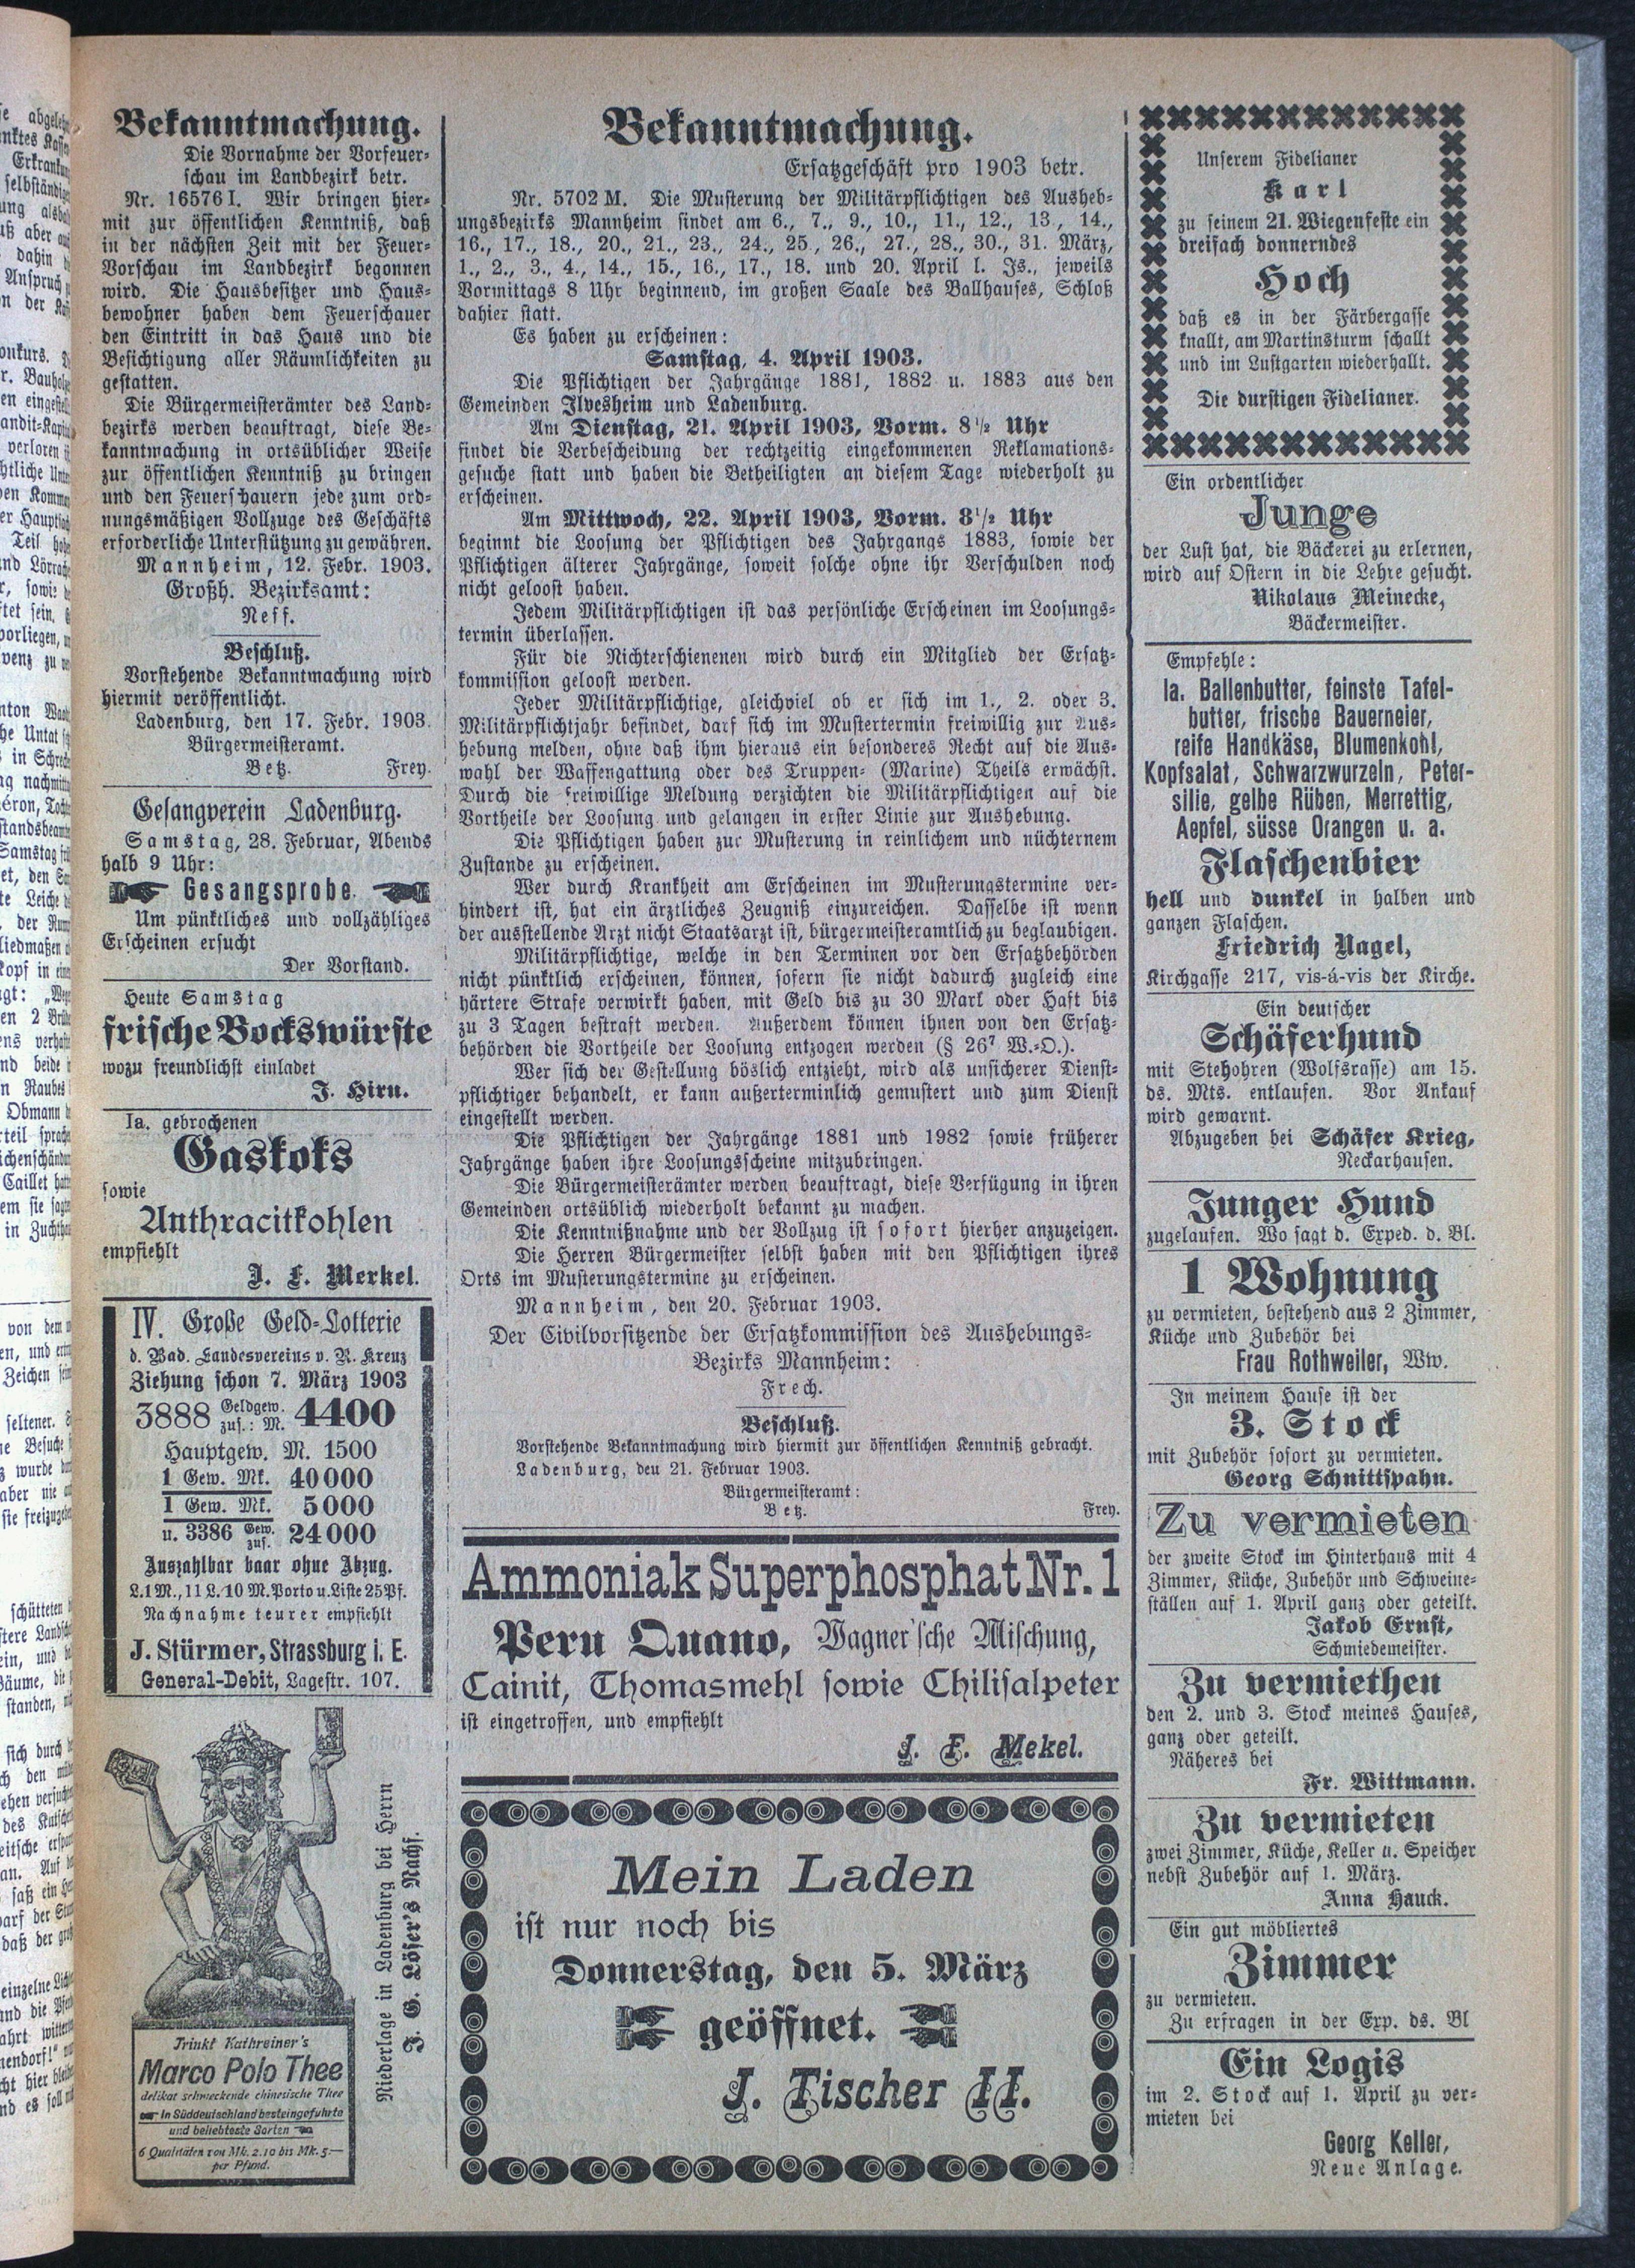 Bekanntmachung.
Die Vornahme der Vorfeuer-
schau im Landbezirk betr.
Nr. 16576 I. Wir bringen hier-
mit zur öffentlichen Kenntniß, daß
in der nächsten Zeit mit der Feuer-
Vorschau im Landbezirk begonnen
wird. Die Hausbesitzer und Haus-
bewohner haben dem Feuerschauer
den Eintritt in das Haus und die
Besichtigung aller Räumlichkeiten zu
gestatten.
Die Bürgermeisterämter des Land-
bezirks werden beauftragt, diese Be-
kanntmachung in ortsüblicher Weise
zur öffentlichen Kenntniß zu bringen
und den Feuerschauern jede zum ord-
nungsmäßigen Vollzuge des Geschäfts
erforderliche Unterstützung zu gewähren.
Mannheim, 12. Febr. 1903.
Großh. Bezirksamt:
Neff.
Beschluß.
Vorstehende Bekanntmachung wird
hiermit veröffentlicht.
Ladenburg, den 17. Febr. 1903.
Bürgermeisteramt.
Betz. Frey.
Gesangverein Ladenburg.
Samstag, 28. Februar, Abends
halb 9 Uhr:
Gesangsprobe.
Um pünktliches und vollzähliges
Erscheinen ersucht
Der Vorstand.
Heute Samstag
frische Bockswürste
wozu freundlichst einladet
J. Hirn.
Ia. gebrochenen
Gaskoks
sowie
Anthracitkohlen
empfiehlt
J. F. Merkel.
IV. Große Geld-Lotterie
d. Bad. Landesvereins v. R. Kreuz
Ziehung schon 7. März 1903
3888 Geldgew. zus.: M. 4400
Hauptgew. M. 1500
1 Gew. Mk. 40000
1 Gew. Mk. 5000
u. 3386 Gew. zus. 24000
Auszahlbar baar ohne Abzug.
L. 1 M., 11 L. 10 M. Porto u. Liste 25 Pf.
Nachnahme teurer empfiehlt
J. Stürmer, Strassburg i. E.
General-Debit, Lagestr. 107.
Trinkt Kathreiner's
Marco Polo Thee
delikat schmeckende chinesische Thee
in Süddeutschland besteingeführte
und beliebteste Sorten
6 Qualitäten von Mk. 2.10 bis Mk. 5.—
per Pfund.
Niederlage in Ladenburg bei Herrn
J. G. Löser's Nachf.
Bekanntmachung.
Ersatzgeschäft pro 1903 betr.
Nr. 5702 M. Die Musterung der Militärpflichtigen des Ausheb-
ungsbezirks Mannheim findet am 6., 7., 9., 10., 11., 12., 13., 14.,
16., 17., 18., 20., 21., 23., 24., 25., 26., 27., 28., 30., 31. März,
1., 2., 3., 4., 14., 15., 16., 17., 18. und 20. April l. Js., jeweils
Vormittags 8 Uhr beginnend, im großen Saale des Ballhauses, Schloß
dahier statt.
Es haben zu erscheinen:
Samstag, 4. April 1903.
Die Pflichtigen der Jahrgänge 1881, 1882 u. 1883 aus den
Gemeinden Ilvesheim und Ladenburg.
Am Dienstag, 21. April 1903, Vorm. 8½ Uhr
findet die Verbescheidung der rechtzeitig eingekommenen Reklamations-
gesuche statt und haben die Betheiligten an diesem Tage wiederholt zu
erscheinen.
Am Mittwoch, 22. April 1903, Vorm. 8½ Uhr
beginnt die Loosung der Pflichtigen des Jahrgangs 1883, sowie der
Pflichtigen älterer Jahrgänge, soweit solche ohne ihr Verschulden noch
nicht geloost haben.
Jedem Militärpflichtigen ist das persönliche Erscheinen im Loosungs-
termin überlassen.
Für die Nichterschienenen wird durch ein Mitglied der Ersatz-
kommission geloost werden.
Jeder Militärpflichtige, gleichviel ob er sich im 1., 2. oder 3.
Militärpflichtjahr befindet, darf sich im Mustertermin freiwillig zur Aus-
hebung melden, ohne daß ihm hieraus ein besonderes Recht auf die Aus-
wahl der Waffengattung oder des Truppen- (Marine) Theils erwächst.
Durch die freiwillige Meldung verzichten die Militärpflichtigen auf die
Vortheile der Loosung und gelangen in erster Linie zur Aushebung.
Die Pflichtigen haben zur Musterung in reinlichem und nüchternem
Zustande zu erscheinen.
Wer durch Krankheit am Erscheinen im Musterungstermine ver-
hindert ist, hat ein ärztliches Zeugniß einzureichen. Dasselbe ist wenn
der ausstellende Arzt nicht Staatsarzt ist, bürgermeisteramtlich zu beglaubigen.
Militärpflichtige, welche in den Terminen vor den Ersatzbehörden
nicht pünktlich erscheinen, können, sofern sie nicht dadurch zugleich eine
härtere Strafe verwirkt haben, mit Geld bis zu 30 Mark oder Haft bis
zu 3 Tagen bestraft werden. Außerdem können ihnen von den Ersatz-
behörden die Vortheile der Loosung entzogen werden (§ 26⁷ W.-O.).
Wer sich der Gestellung böslich entzieht, wird als unsicherer Dienst-
pflichtiger behandelt, er kann außerterminlich gemustert und zum Dienst
eingestellt werden.
Die Pflichtigen der Jahrgänge 1881 und 1982 sowie früherer
Jahrgänge haben ihre Loosungsscheine mitzubringen.
Die Bürgermeisterämter werden beauftragt, diese Verfügung in ihren
Gemeinden ortsüblich wiederholt bekannt zu machen.
Die Kenntnißnahme und der Vollzug ist sofort hierher anzuzeigen.
Die Herren Bürgermeister selbst haben mit den Pflichtigen ihres
Orts im Musterungstermine zu erscheinen.
Mannheim, den 20. Februar 1903.
Der Civilvorsitzende der Ersatzkommission des Aushebungs-
Bezirks Mannheim:
Frech.
Beschluß.
Vorstehende Bekanntmachung wird hiermit zur öffentlichen Kenntniß gebracht.
Ladenburg, den 21. Februar 1903.
Bürgermeisteramt:
Betz. Frey.
Ammoniak Superphosphat Nr. 1
Peru Quano, Wagner'sche Mischung,
Cainit, Thomasmehl sowie Chilisalpeter
ist eingetroffen, und empfiehlt
J. F. Mekel.
Mein Laden
ist nur noch bis
Donnerstag, den 5. März
geöffnet.
J. Tischer II.
Unserem Fidelianer
Karl
zu seinem 21. Wiegenfeste ein
dreifach donnerndes
Hoch
daß es in der Färbergasse
knallt, am Martinsturm schallt
und im Lustgarten wiederhallt.
Die durstigen Fidelianer.
Ein ordentlicher
Junge
der Lust hat, die Bäckerei zu erlernen,
wird auf Ostern in die Lehre gesucht.
Nikolaus Meinecke,
Bäckermeister.
Empfehle:
Ia. Ballenbutter, feinste Tafel-
butter, frische Bauerneier,
reife Handkäse, Blumenkohl,
Kopfsalat, Schwarzwurzeln, Peter-
silie, gelbe Rüben, Merrettig,
Aepfel, süsse Orangen u. a.
Flaschenbier
hell und dunkel in halben und
ganzen Flaschen.
Friedrich Nagel,
Kirchgasse 217, vis-á-vis der Kirche.
Ein deutscher
Schäferhund
mit Stehohren (Wolfsrasse) am 15.
ds. Mts. entlaufen. Vor Ankauf
wird gewarnt.
Abzugeben bei Schäfer Krieg,
Neckarhausen.
Junger Hund
zugelaufen. Wo sagt d. Exped. d. Bl.
1 Wohnung
zu vermieten, bestehend aus 2 Zimmer,
Küche und Zubehör bei
Frau Rothweiler, Ww.
In meinem Hause ist der
3. Stock
mit Zubehör sofort zu vermieten.
Georg Schnittspahn.
Zu vermieten
der zweite Stock im Hinterhaus mit 4
Zimmer, Küche, Zubehör und Schweine-
ställen auf 1. April ganz oder geteilt.
Jakob Ernst,
Schmiedemeister.
Zu vermiethen
den 2. und 3. Stock meines Hauses,
ganz oder geteilt.
Näheres bei
Fr. Wittmann.
Zu vermieten
zwei Zimmer, Küche, Keller u. Speicher
nebst Zubehör auf 1. März.
Anna Hauck.
Ein gut möbliertes
Zimmer
zu vermieten.
Zu erfragen in der Exp. ds. Bl
Ein Logis
im 2. Stock auf 1. April zu ver-
mieten bei
Georg Keller,
Neue Anlage.